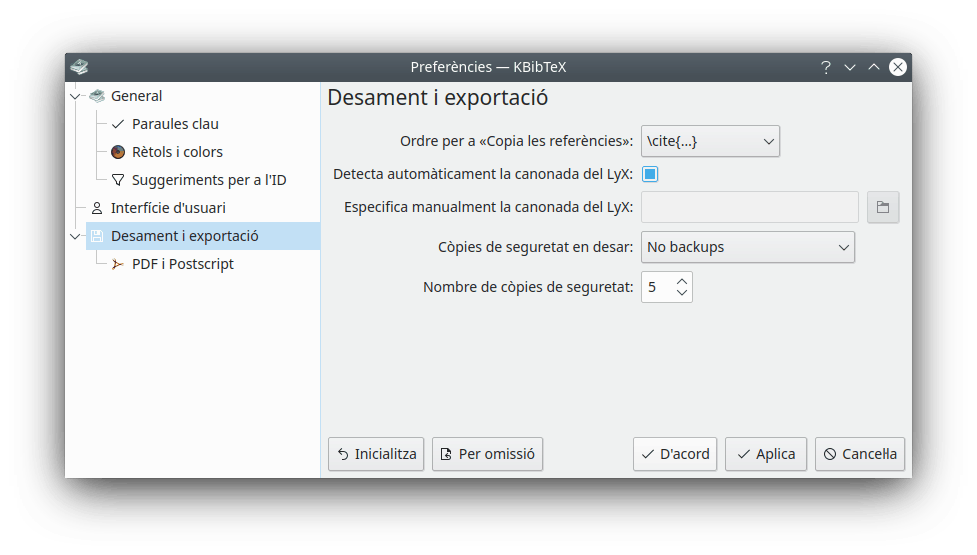 Preferències — KBibTeX
General
Paraules clau
Rètols i colors
Suggeriments per a l'ID
Interfície d'usuari
Desament i exportació
PDF i Postscript
Desament i exportació
Ordre per a «Copia les referències»: \cite{…}
Detecta automàticament la canonada del LyX:
Especifica manualment la canonada del LyX:
Còpies de seguretat en desar: No backups
Nombre de còpies de seguretat: 5
Inicialitza Per omissió D'acord Aplica Cancel·la